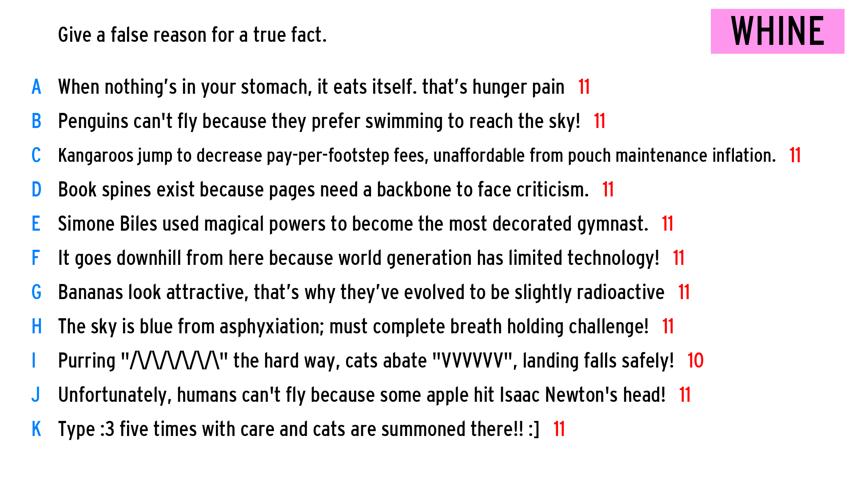 Give a false reason for a true fact.
WHINE
A When nothing's in your stomach, it eats itself. that's hunger pain 11
B Penguins can't fly because they prefer swimming to reach the sky! 11
C Kangaroos jump to decrease pay-per-footstep fees, unaffordable from pouch maintenance inflation. 11
D Book spines exist because pages need a backbone to face criticism. 11
E Simone Biles used magical powers to become the most decorated gymnast. 11
F It goes downhill from here because world generation has limited technology! 11
G Bananas look attractive, that's why they've evolved to be slightly radioactive 11
H The sky is blue from asphyxiation; must complete breath holding challenge! 11
I Purring "/\/\/\/\/\/\/\" the hard way, cats abate "VVVVVV", landing falls safely! 10
J Unfortunately, humans can't fly because some apple hit Isaac Newton's head! 11
K Type :3 five times with care and cats are summoned there!! :] 11